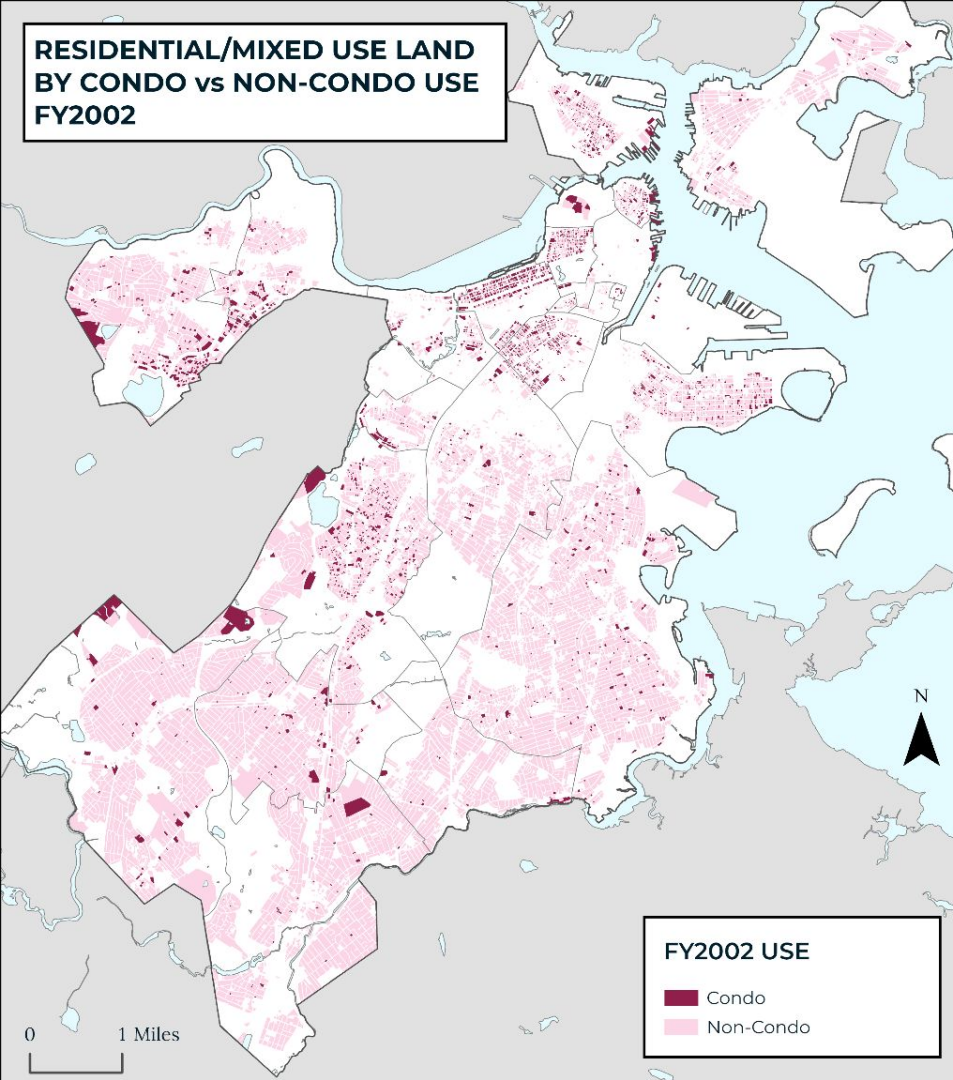 RESIDENTIAL/MIXED USE LAND
BY CONDO vs NON-CONDO USE
FY2002
N
FY2002 USE
Condo
Non-Condo
0 1 Miles